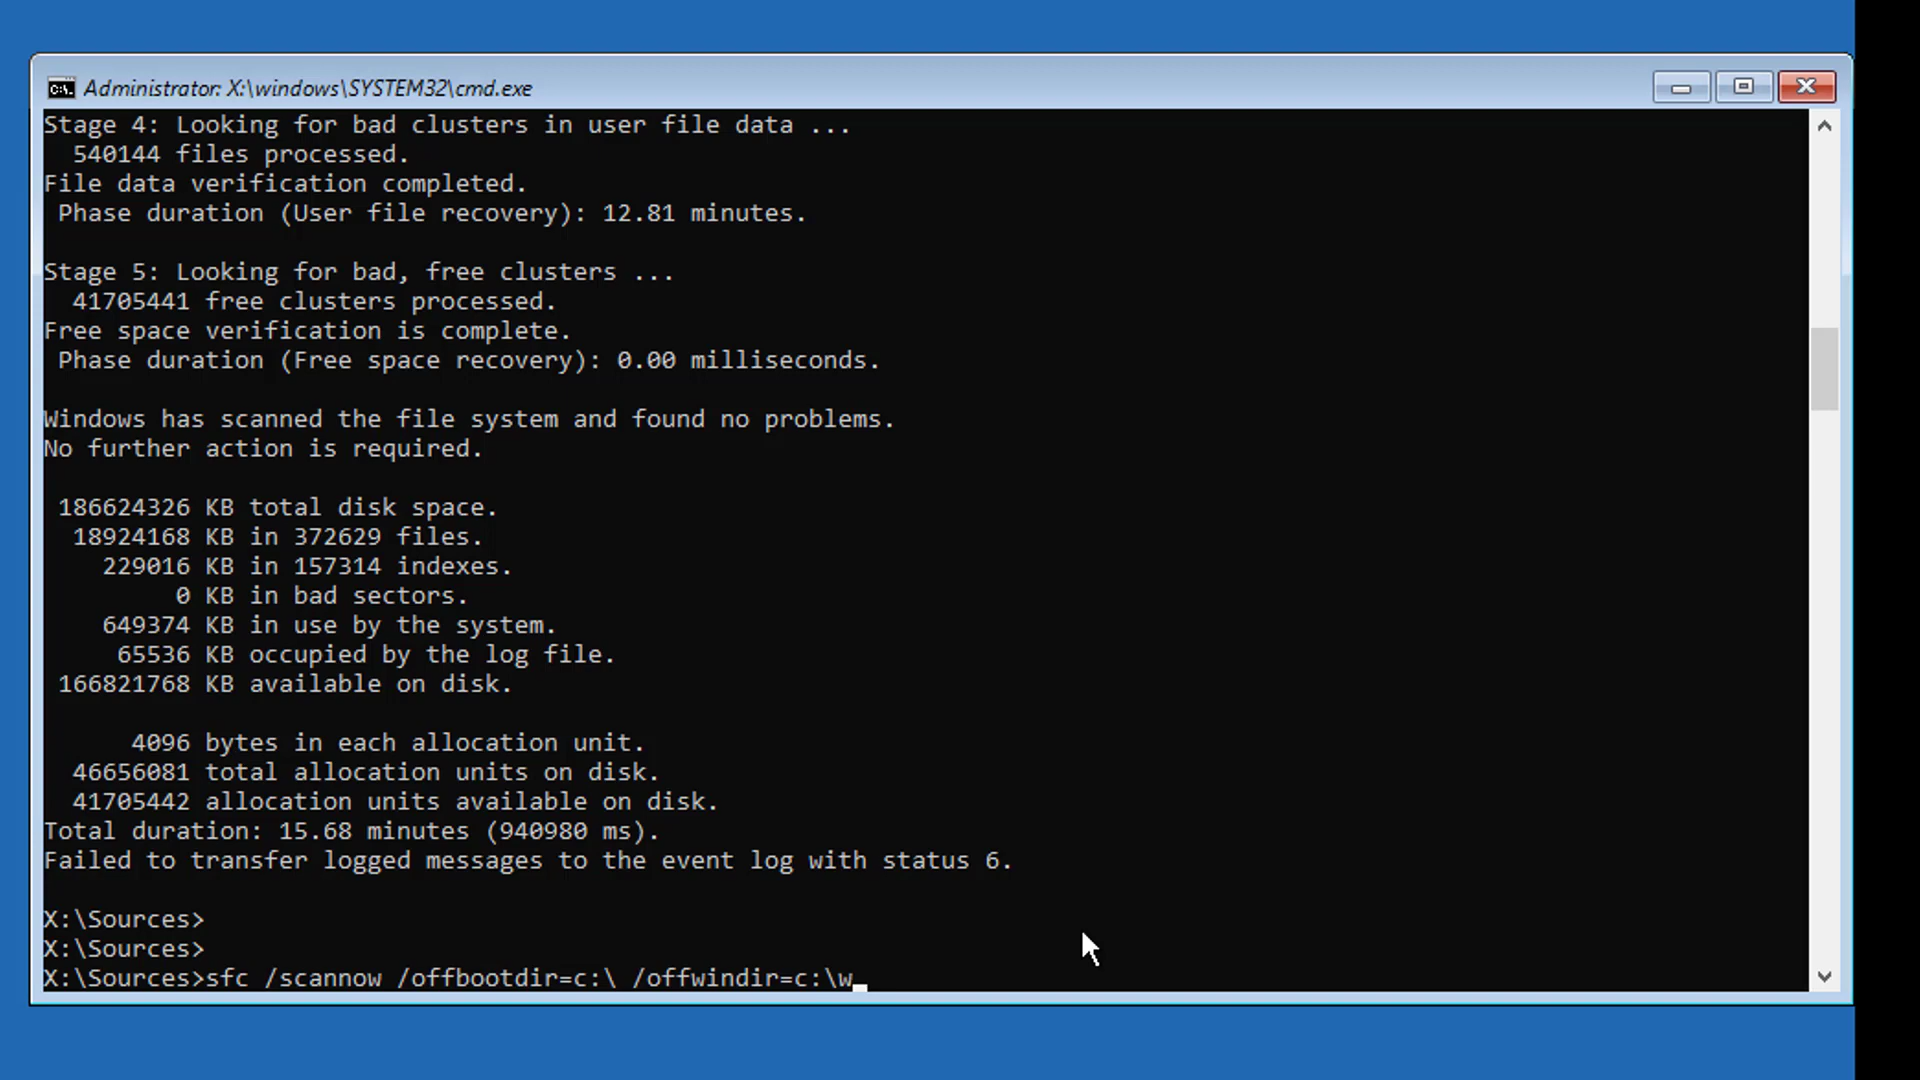 Administrator: X:\windows\SYSTEM32\cmd.exe
Stage 4: Looking for bad clusters in user file data ...
540144 files processed.
File data verification completed.
Phase duration (User file recovery): 12.81 minutes.
Stage 5: Looking for bad, free clusters ...
41705441 free clusters processed.
Free space verification is complete.
Phase duration (Free space recovery): 0.00 milliseconds.
Windows has scanned the file system and found no problems.
No further action is required.
186624326 KB total disk space.
18924168 KB in 372629 files.
229016 KB in 157314 indexes.
0 KB in bad sectors.
649374 KB in use by the system.
65536 KB occupied by the log file.
166821768 KB available on disk.
4096 bytes in each allocation unit.
46656081 total allocation units on disk.
41705442 allocation units available on disk.
Total duration: 15.68 minutes (940980 ms).
Failed to transfer logged messages to the event log with status 6.
X:\Sources>
X:\Sources>
X:\Sources>sfc /scannow /offbootdir=c:\ /offwindir=c:\w_